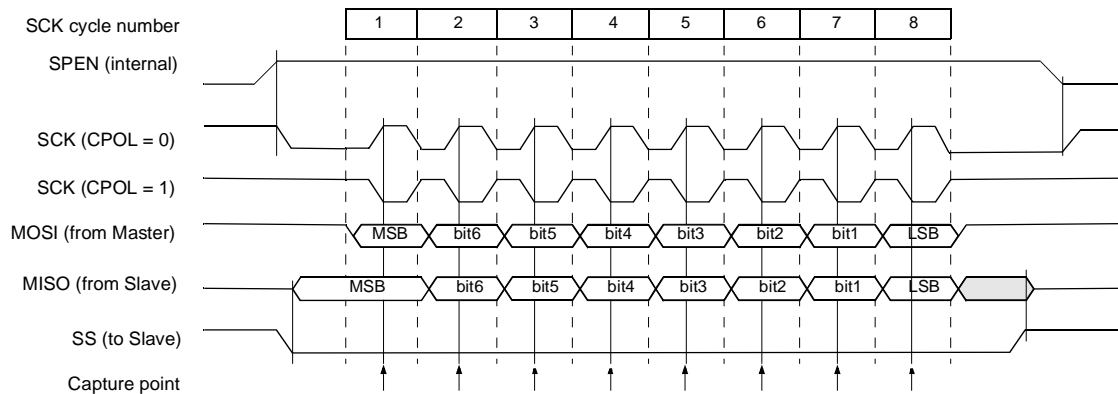 SCK cycle number 1 2 3 4 5 6 7 8
SPEN (internal)
SCK (CPOL = 0)
SCK (CPOL = 1)
MOSI (from Master) MSB bit6 bit5 bit4 bit3 bit2 bit1 LSB
MISO (from Slave) MSB bit6 bit5 bit4 bit3 bit2 bit1 LSB
SS (to Slave)
Capture point